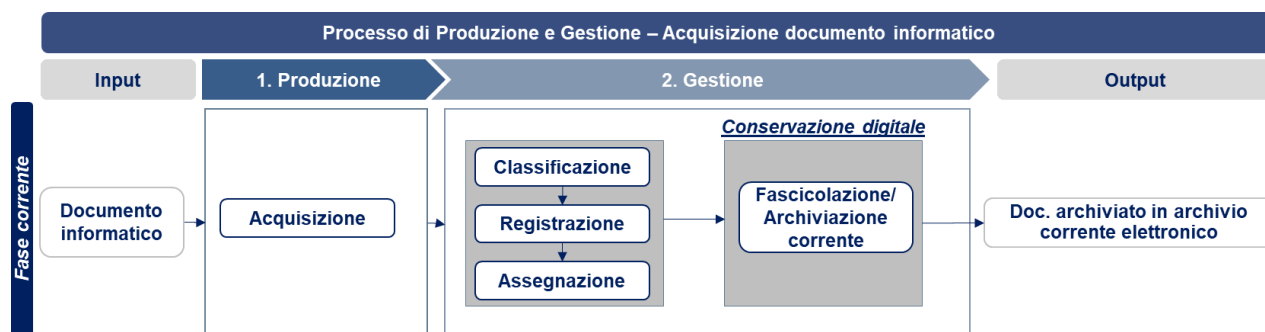 Processo di Produzione e Gestione – Acquisizione documento informatico
Input
1. Produzione
2. Gestione
Output
Fase corrente
Documento
informatico
Acquisizione
Classificazione
Registrazione
Assegnazione
Conservazione digitale
Fascicolazione/
Archiviazione
corrente
Doc. archiviato in archivio
corrente elettronico